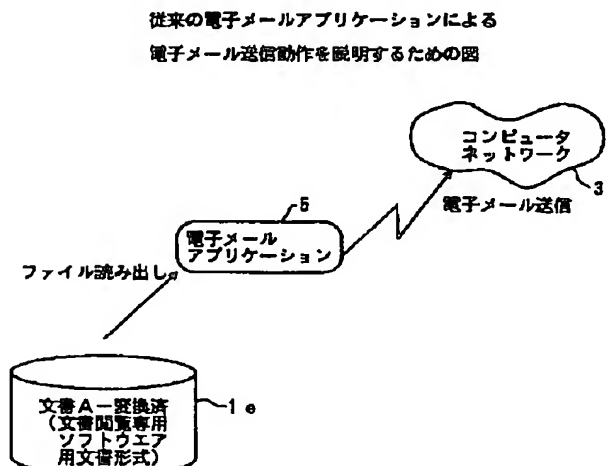 従来の電子メールアプリケーションによる
電子メール送信動作を説明するための図
コンピュータ
ネットワーク
3
電子メール送信
5
電子メール
アプリケーション
ファイル読み出し
文書A-変換済
(文書閲覧専用
ソフトウエア
用文書形式)
1e